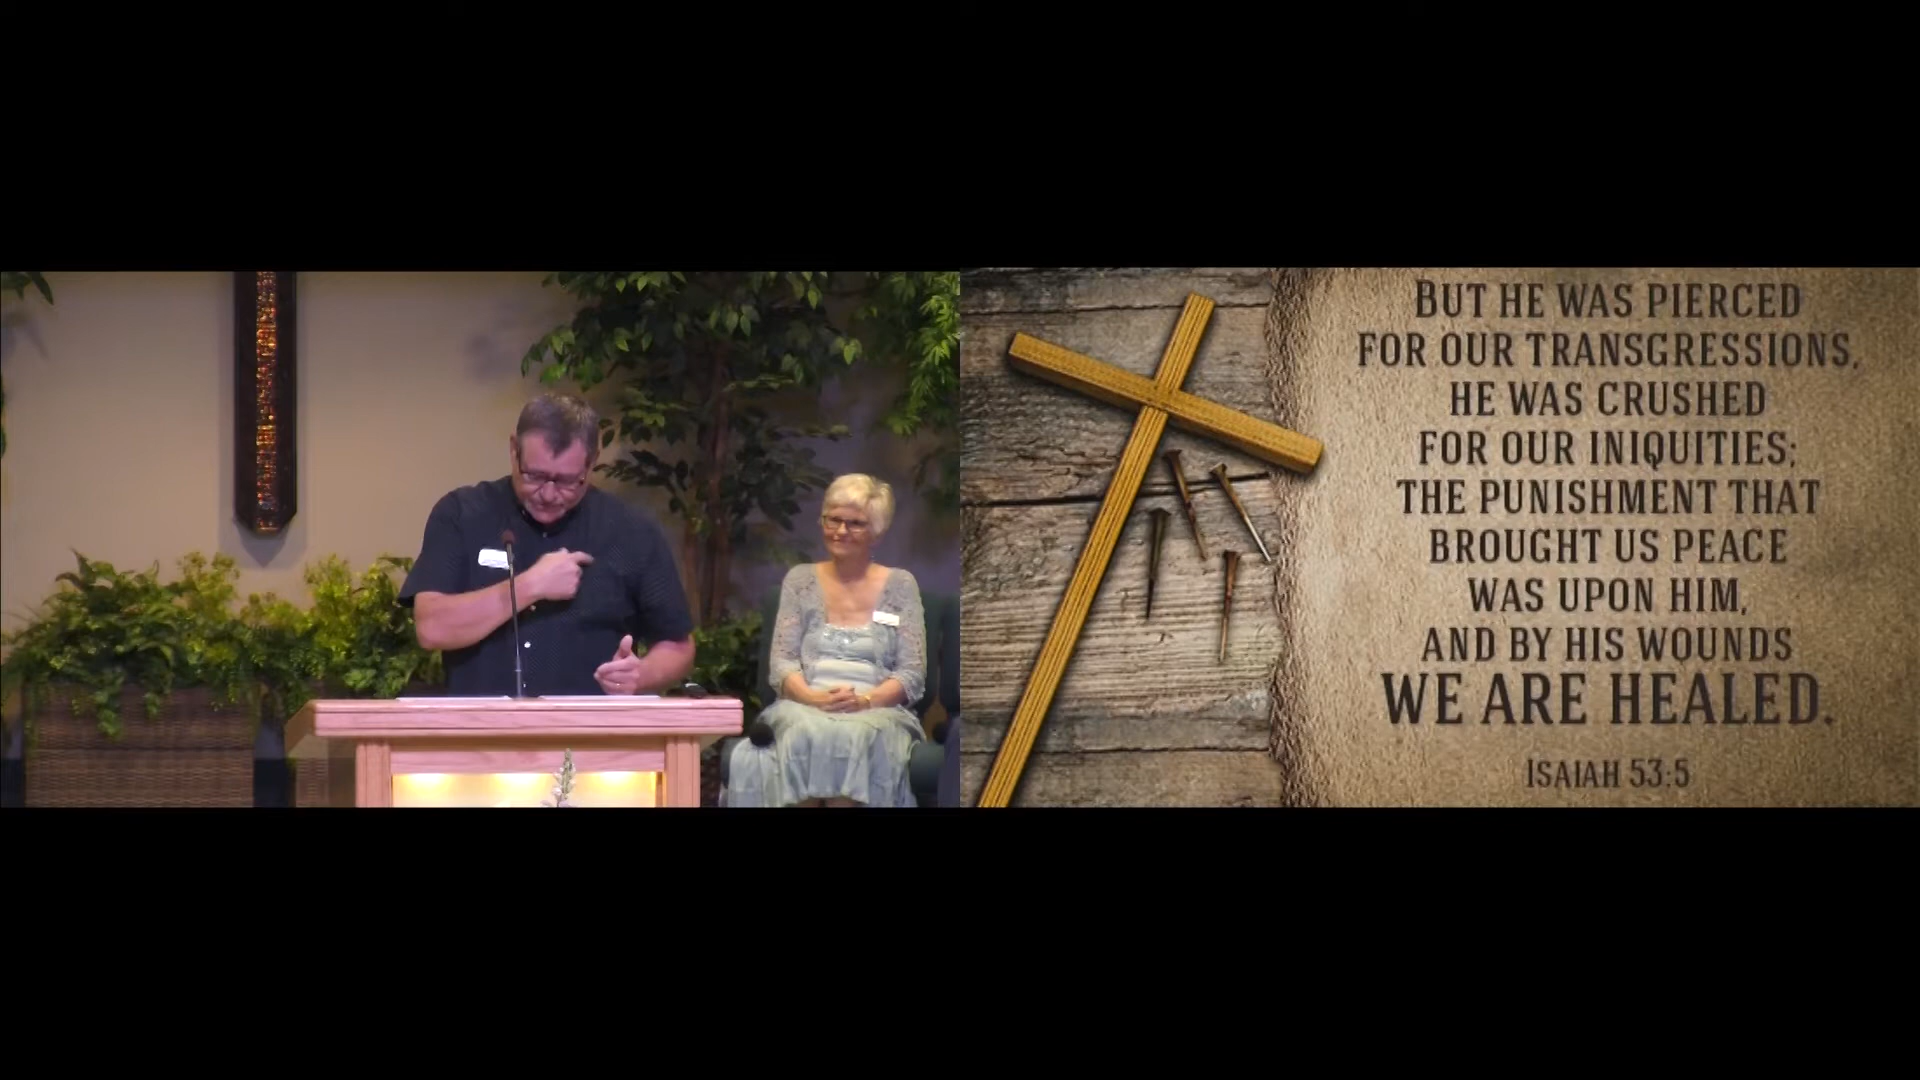 BUT HE WAS PIERCED
FOR OUR TRANSGRESSIONS,
HE WAS CRUSHED
FOR OUR INIQUITIES;
THE PUNISHMENT THAT
BROUGHT US PEACE
WAS UPON HIM,
AND BY HIS WOUNDS
WE ARE HEALED.
ISAIAH 53:5